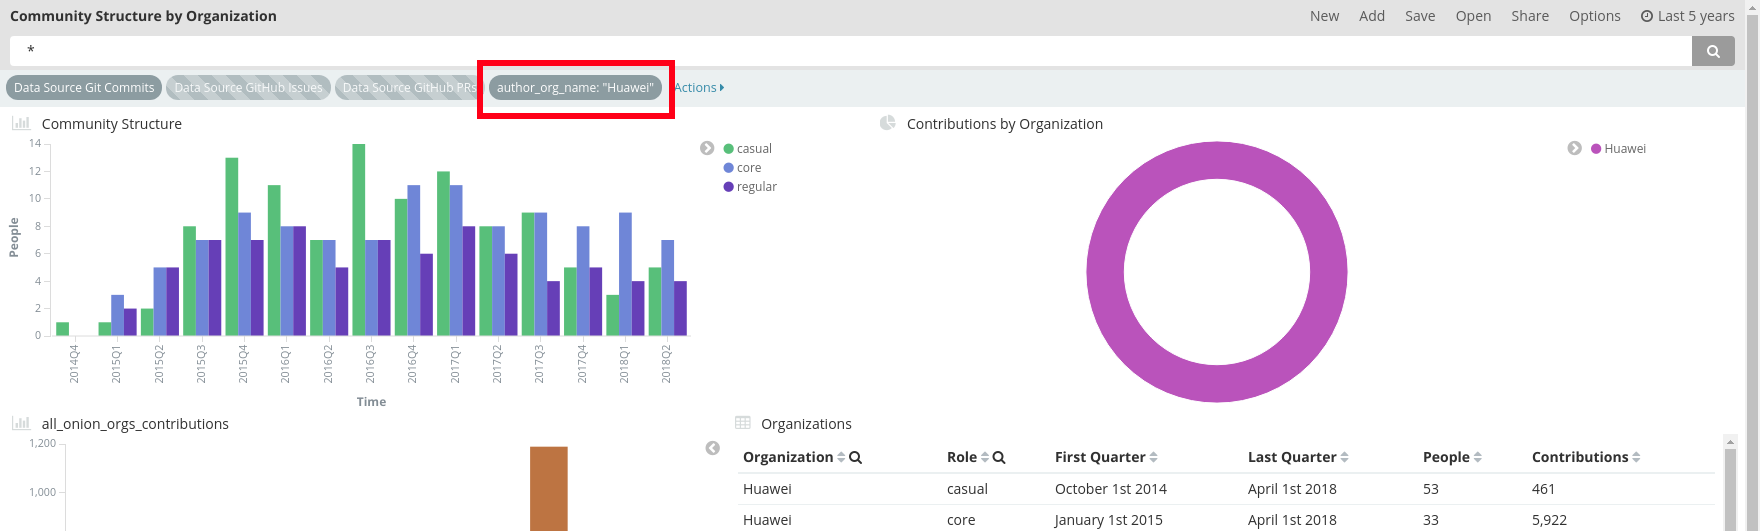 Community Structure by Organization
New Add Save Open Share Options Last 5 years
*
Data Source Git Commits Data Source GitHub Issues Data Source GitHub PRs author_org_name: "Huawei" Actions
Community Structure
14
12
10
8
6
4
2
0
People
2014Q4 2015Q1 2015Q2 2015Q3 2015Q4 2016Q1 2016Q2 2016Q3 2016Q4 2017Q1 2017Q2 2017Q3 2017Q4 2018Q1 2018Q2
Time
casual
core
regular
Contributions by Organization
Huawei
all_onion_orgs_contributions
1,200
1,000
Organizations
Organization Role First Quarter Last Quarter People Contributions
Huawei casual October 1st 2014 April 1st 2018 53 461
Huawei core January 1st 2015 April 1st 2018 33 5,922